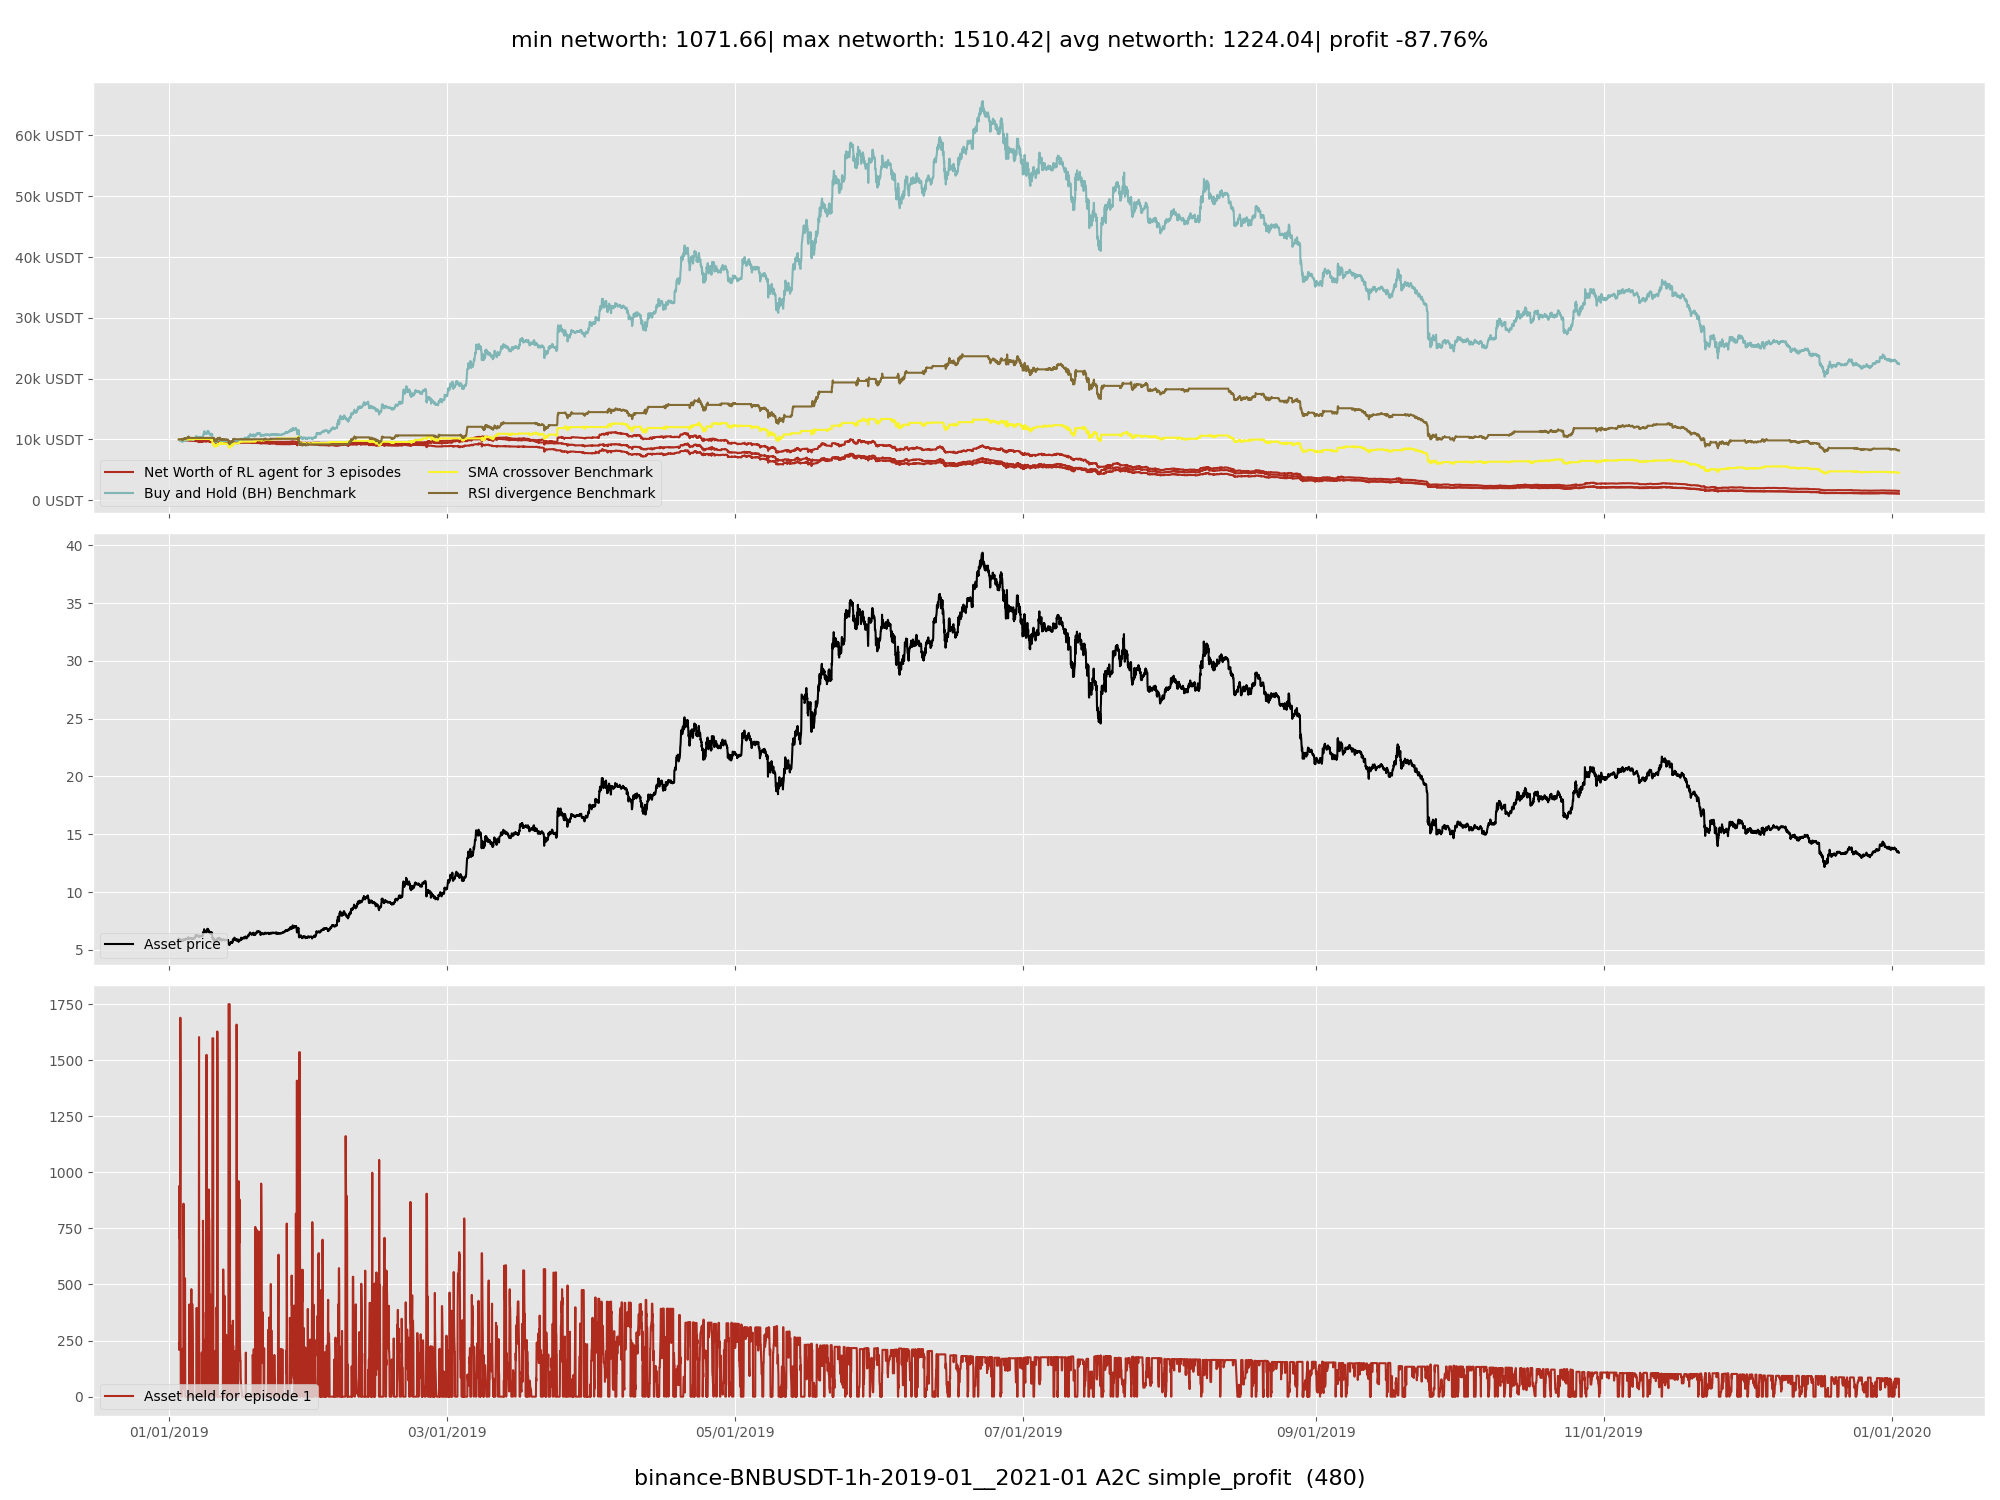 min networth: 1071.66| max networth: 1510.42| avg networth: 1224.04| profit -87.76%
60k USDT
50k USDT
40k USDT
30k USDT
20k USDT
10k USDT
0 USDT
Net Worth of RL agent for 3 episodes
Buy and Hold (BH) Benchmark
SMA crossover Benchmark
RSI divergence Benchmark
40
35
30
25
20
15
10
5
Asset price
1750
1500
1250
1000
750
500
250
0
Asset held for episode 1
01/01/2019 03/01/2019 05/01/2019 07/01/2019 09/01/2019 11/01/2019 01/01/2020
binance-BNBUSDT-1h-2019-01__2021-01 A2C simple_profit (480)